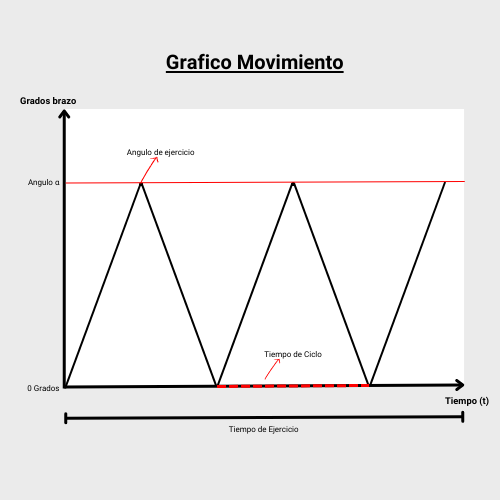 Grafico Movimiento
Grados brazo
Angulo de ejercicio
Angulo α
Tiempo de Ciclo
0 Grados
Tiempo (t)
Tiempo de Ejercicio